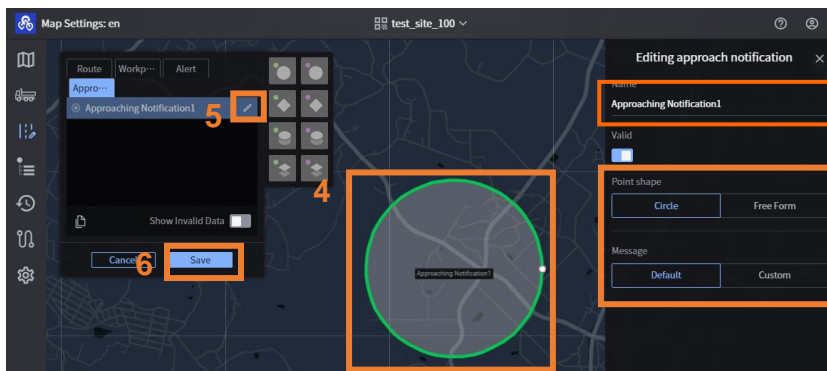 Map Settings: en
test_site_100
Route Workp··· Alert
Appro···
Approaching Notification1
5
4
Show Invalid Data
Cancel
6
Save
Approaching Notification1
Editing approach notification
Name
Approaching Notification1
Valid
Point shape
Circle Free Form
Message
Default Custom